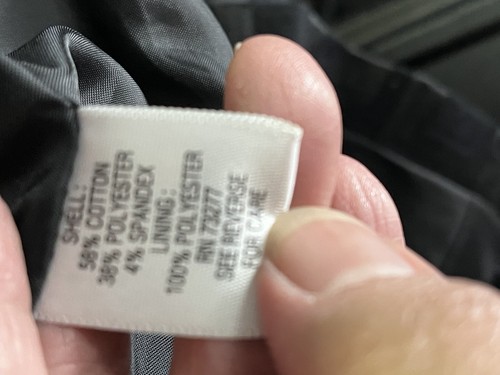 SHELL:
58% COTTON
38% POLYESTER
4% SPANDEX
LINING:
100% POLYESTER
RN 73277
SEE REVERSE
FOR CARE